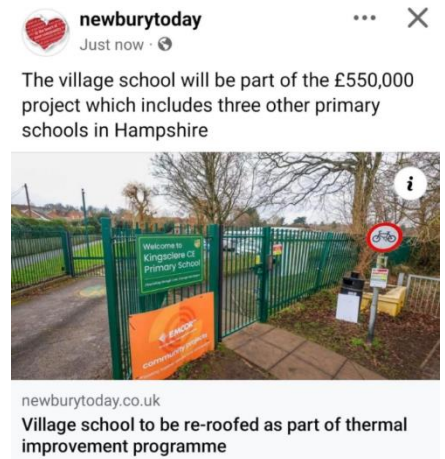 newburytoday
Just now
The village school will be part of the £550,000
project which includes three other primary
schools in Hampshire
i
Welcome to
Kingsclere CE
Primary School
EMCOR
community projects
newburytoday.co.uk
Village school to be re-roofed as part of thermal
improvement programme